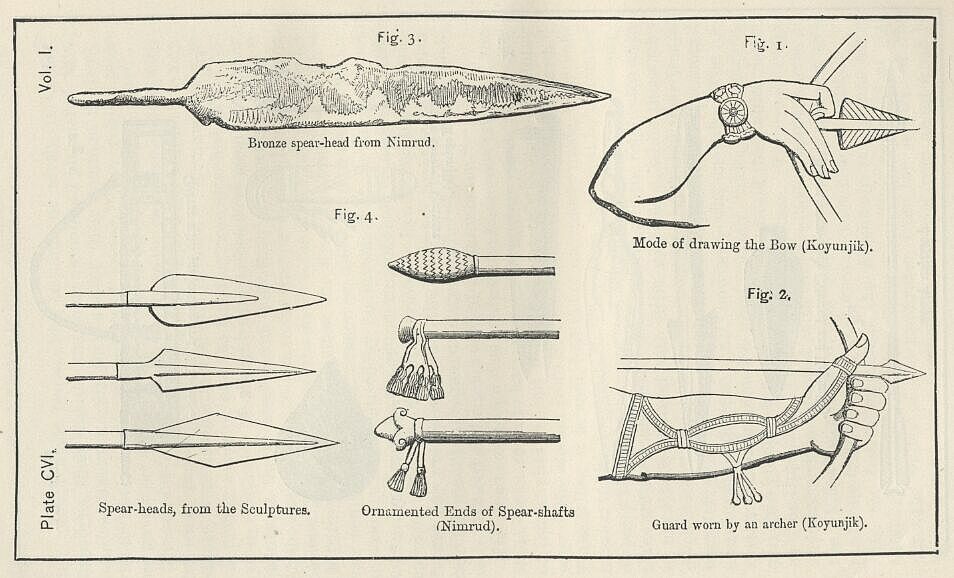 Vol. I.
Fig. 3.
Bronze spear-head from Nimrud.
Fig. 1.
Mode of drawing the Bow (Koyunjik).
Fig. 4.
Fig. 2.
Plate CVI.
Spear-heads, from the Sculptures.
Ornamented Ends of Spear-shafts
(Nimrud).
Guard worn by an archer (Koyunjik).